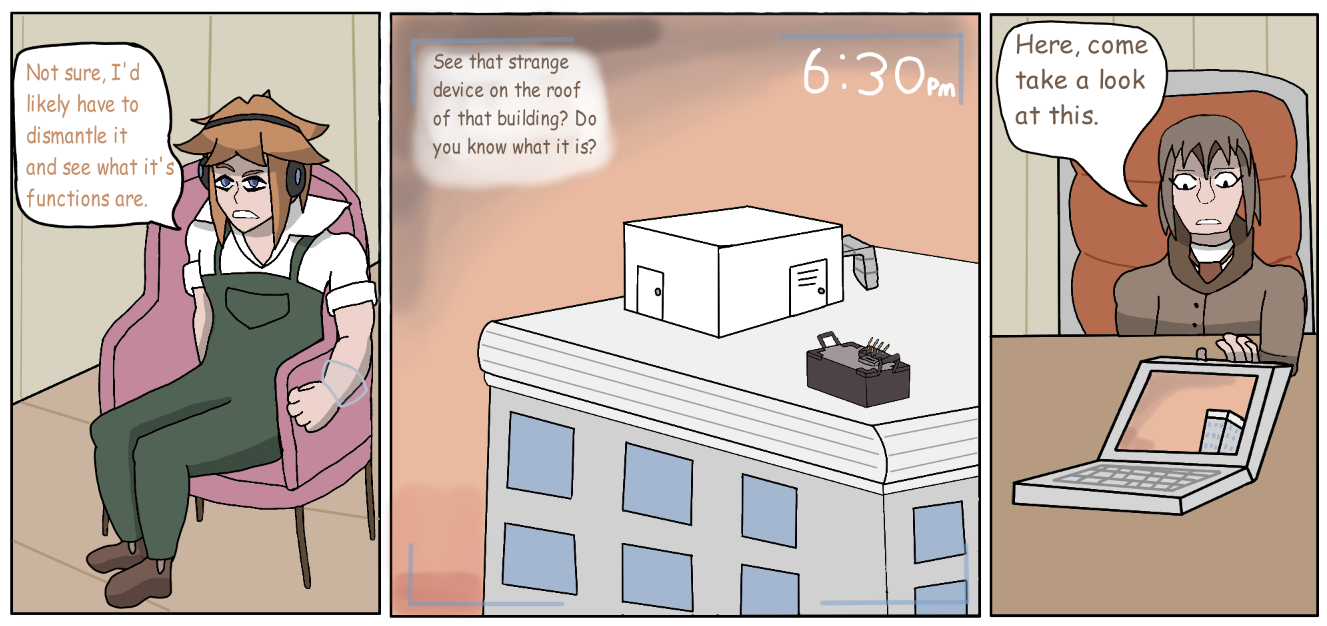 Here, come
take a look
at this.
6:30PM
See that strange
device on the roof
of that building? Do
you know what it is?
Not sure, I'd
likely have to
dismantle it
and see what it's
functions are.